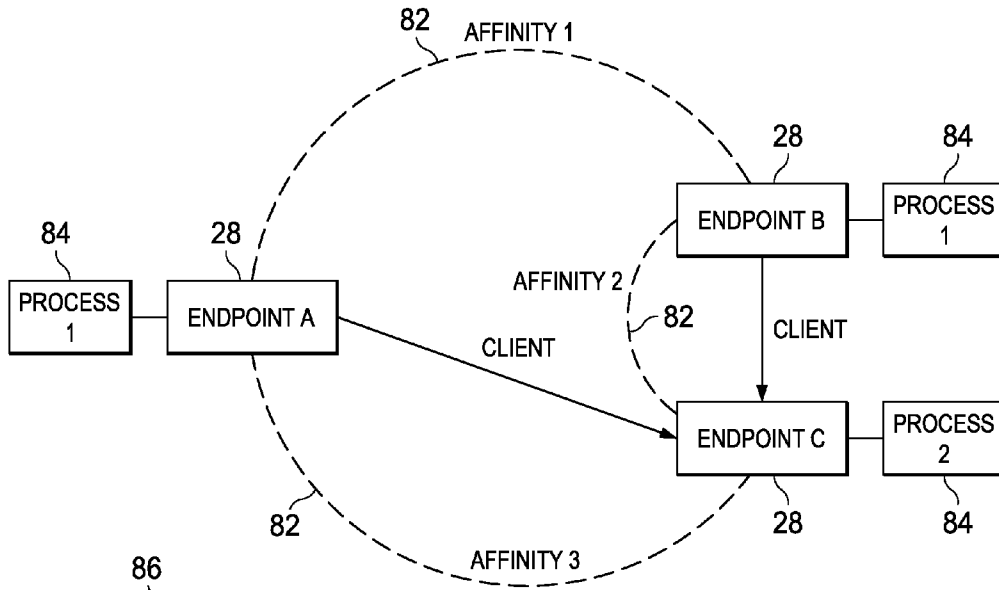 82
AFFINITY 1
28
84
ENDPOINT B
PROCESS
1
84
28
AFFINITY 2
PROCESS
1
ENDPOINT A
82
CLIENT
CLIENT
ENDPOINT C
PROCESS
2
82
28
84
AFFINITY 3
86